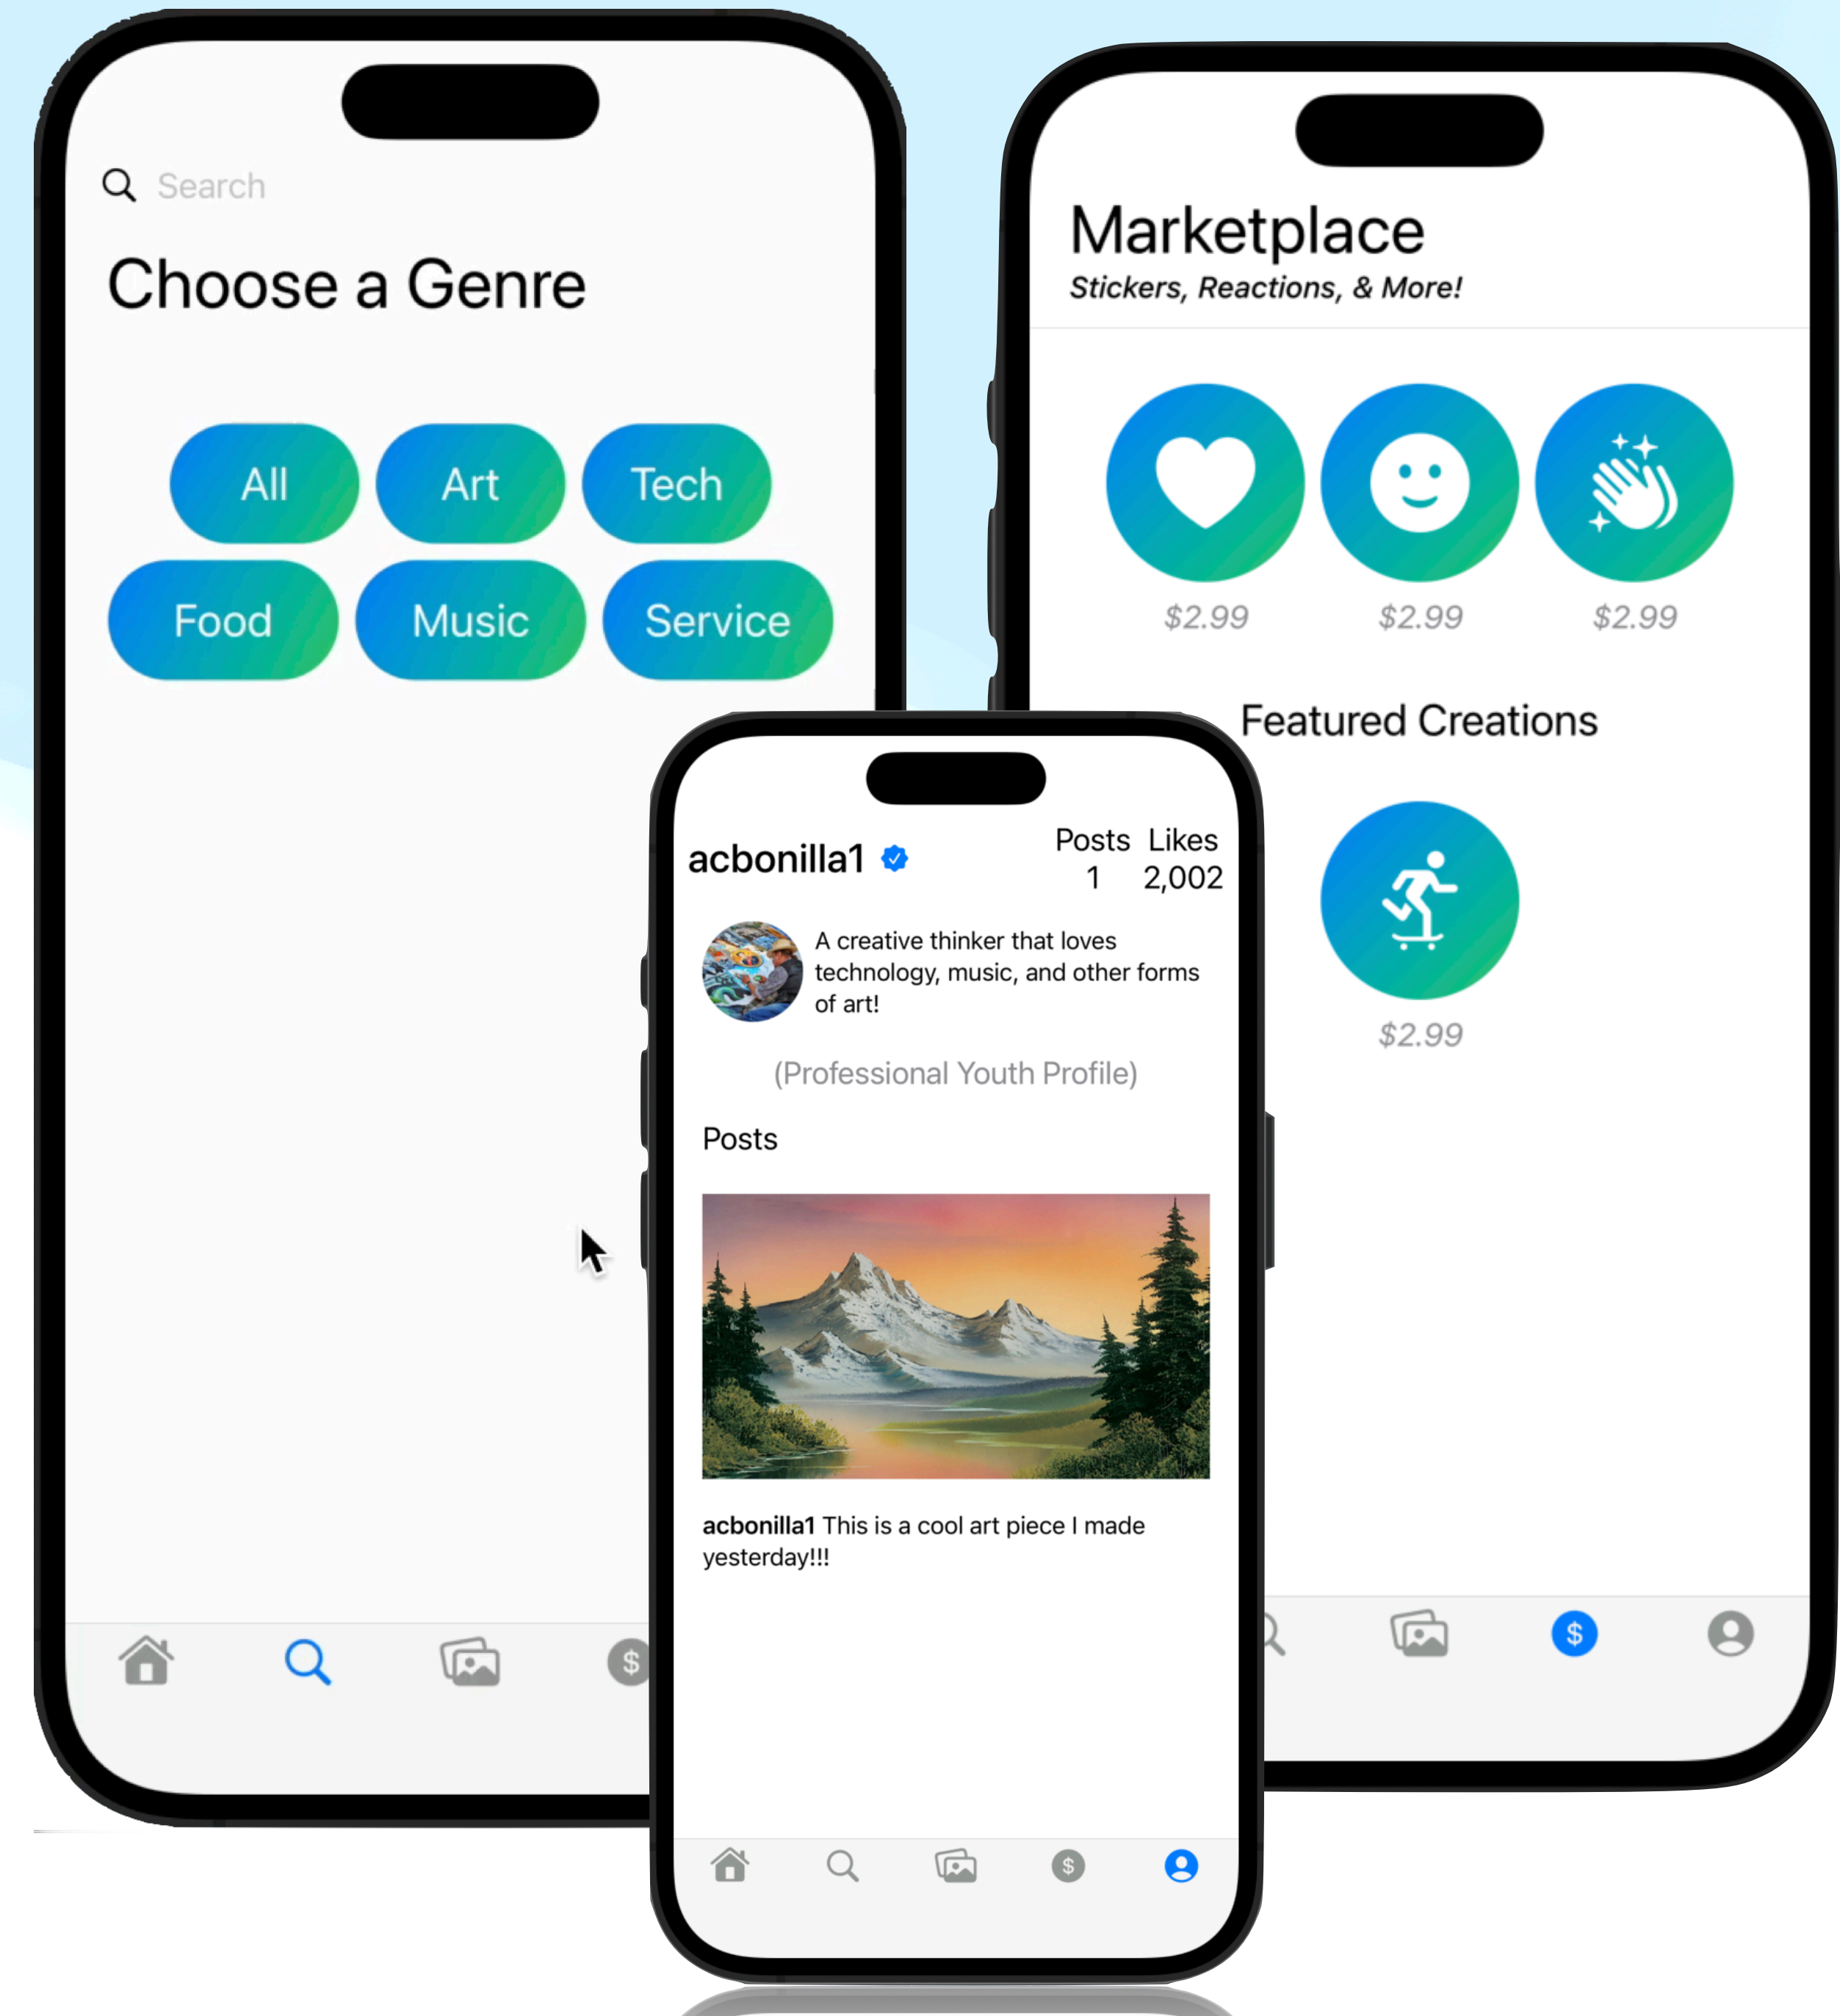 Search
Choose a Genre
All
Art
Tech
Food
Music
Service
$
Marketplace
Stickers, Reactions, & More!
$2.99
$2.99
$2.99
Featured Creations
$2.99
$
acbonilla1
Posts
Likes
1
2,002
A creative thinker that loves
technology, music, and other forms
of art!
(Professional Youth Profile)
Posts
acbonilla1 This is a cool art piece I made
yesterday!!!
$